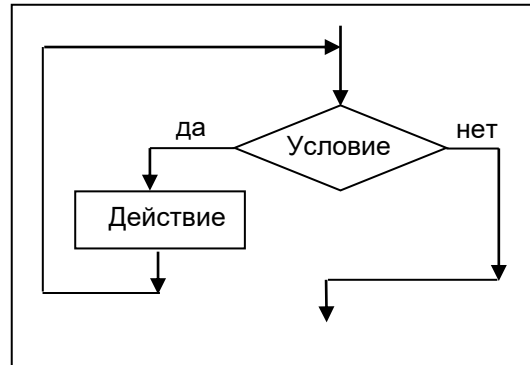 да
нет
Условие
Действие